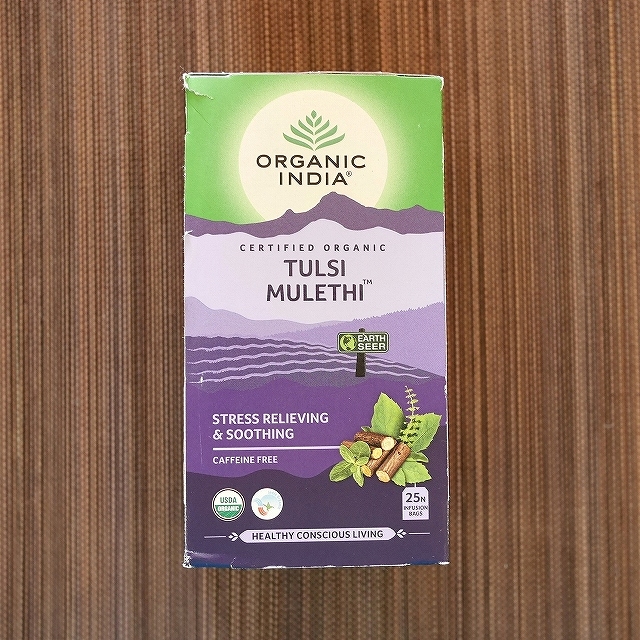 ORGANIC
INDIA®
CERTIFIED ORGANIC
TULSI
MULETHI™
EARTH
SEER
STRESS RELIEVING
& SOOTHING
CAFFEINE FREE
USDA
ORGANIC
25N
INFUSION
BAGS
HEALTHY CONSCIOUS LIVING